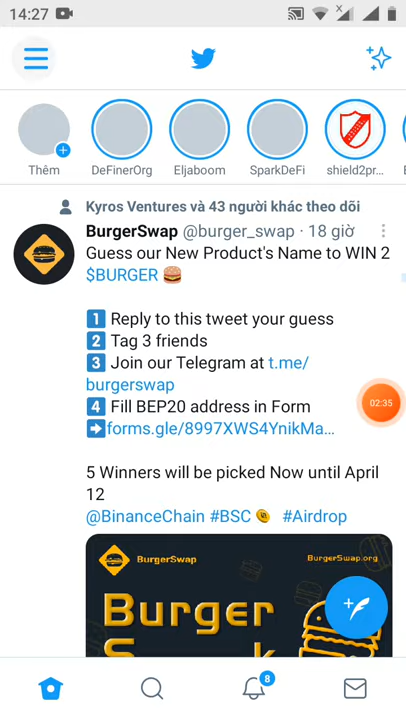 14:27
Thêm
DeFinerOrg
Eljaboom
SparkDeFi
shield2pr...
Kyros Ventures và 43 người khác theo dõi
BurgerSwap @burger_swap · 18 giờ
Guess our New Product's Name to WIN 2
$BURGER 🍔
1️⃣ Reply to this tweet your guess
2️⃣ Tag 3 friends
3️⃣ Join our Telegram at t.me/
burgerswap
4️⃣ Fill BEP20 address in Form
➡️forms.gle/8997XWS4YnikMa...
02:35
5 Winners will be picked Now until April
12
@BinanceChain #BSC #Airdrop
BurgerSwap
BurgerSwap.org
Burger
8